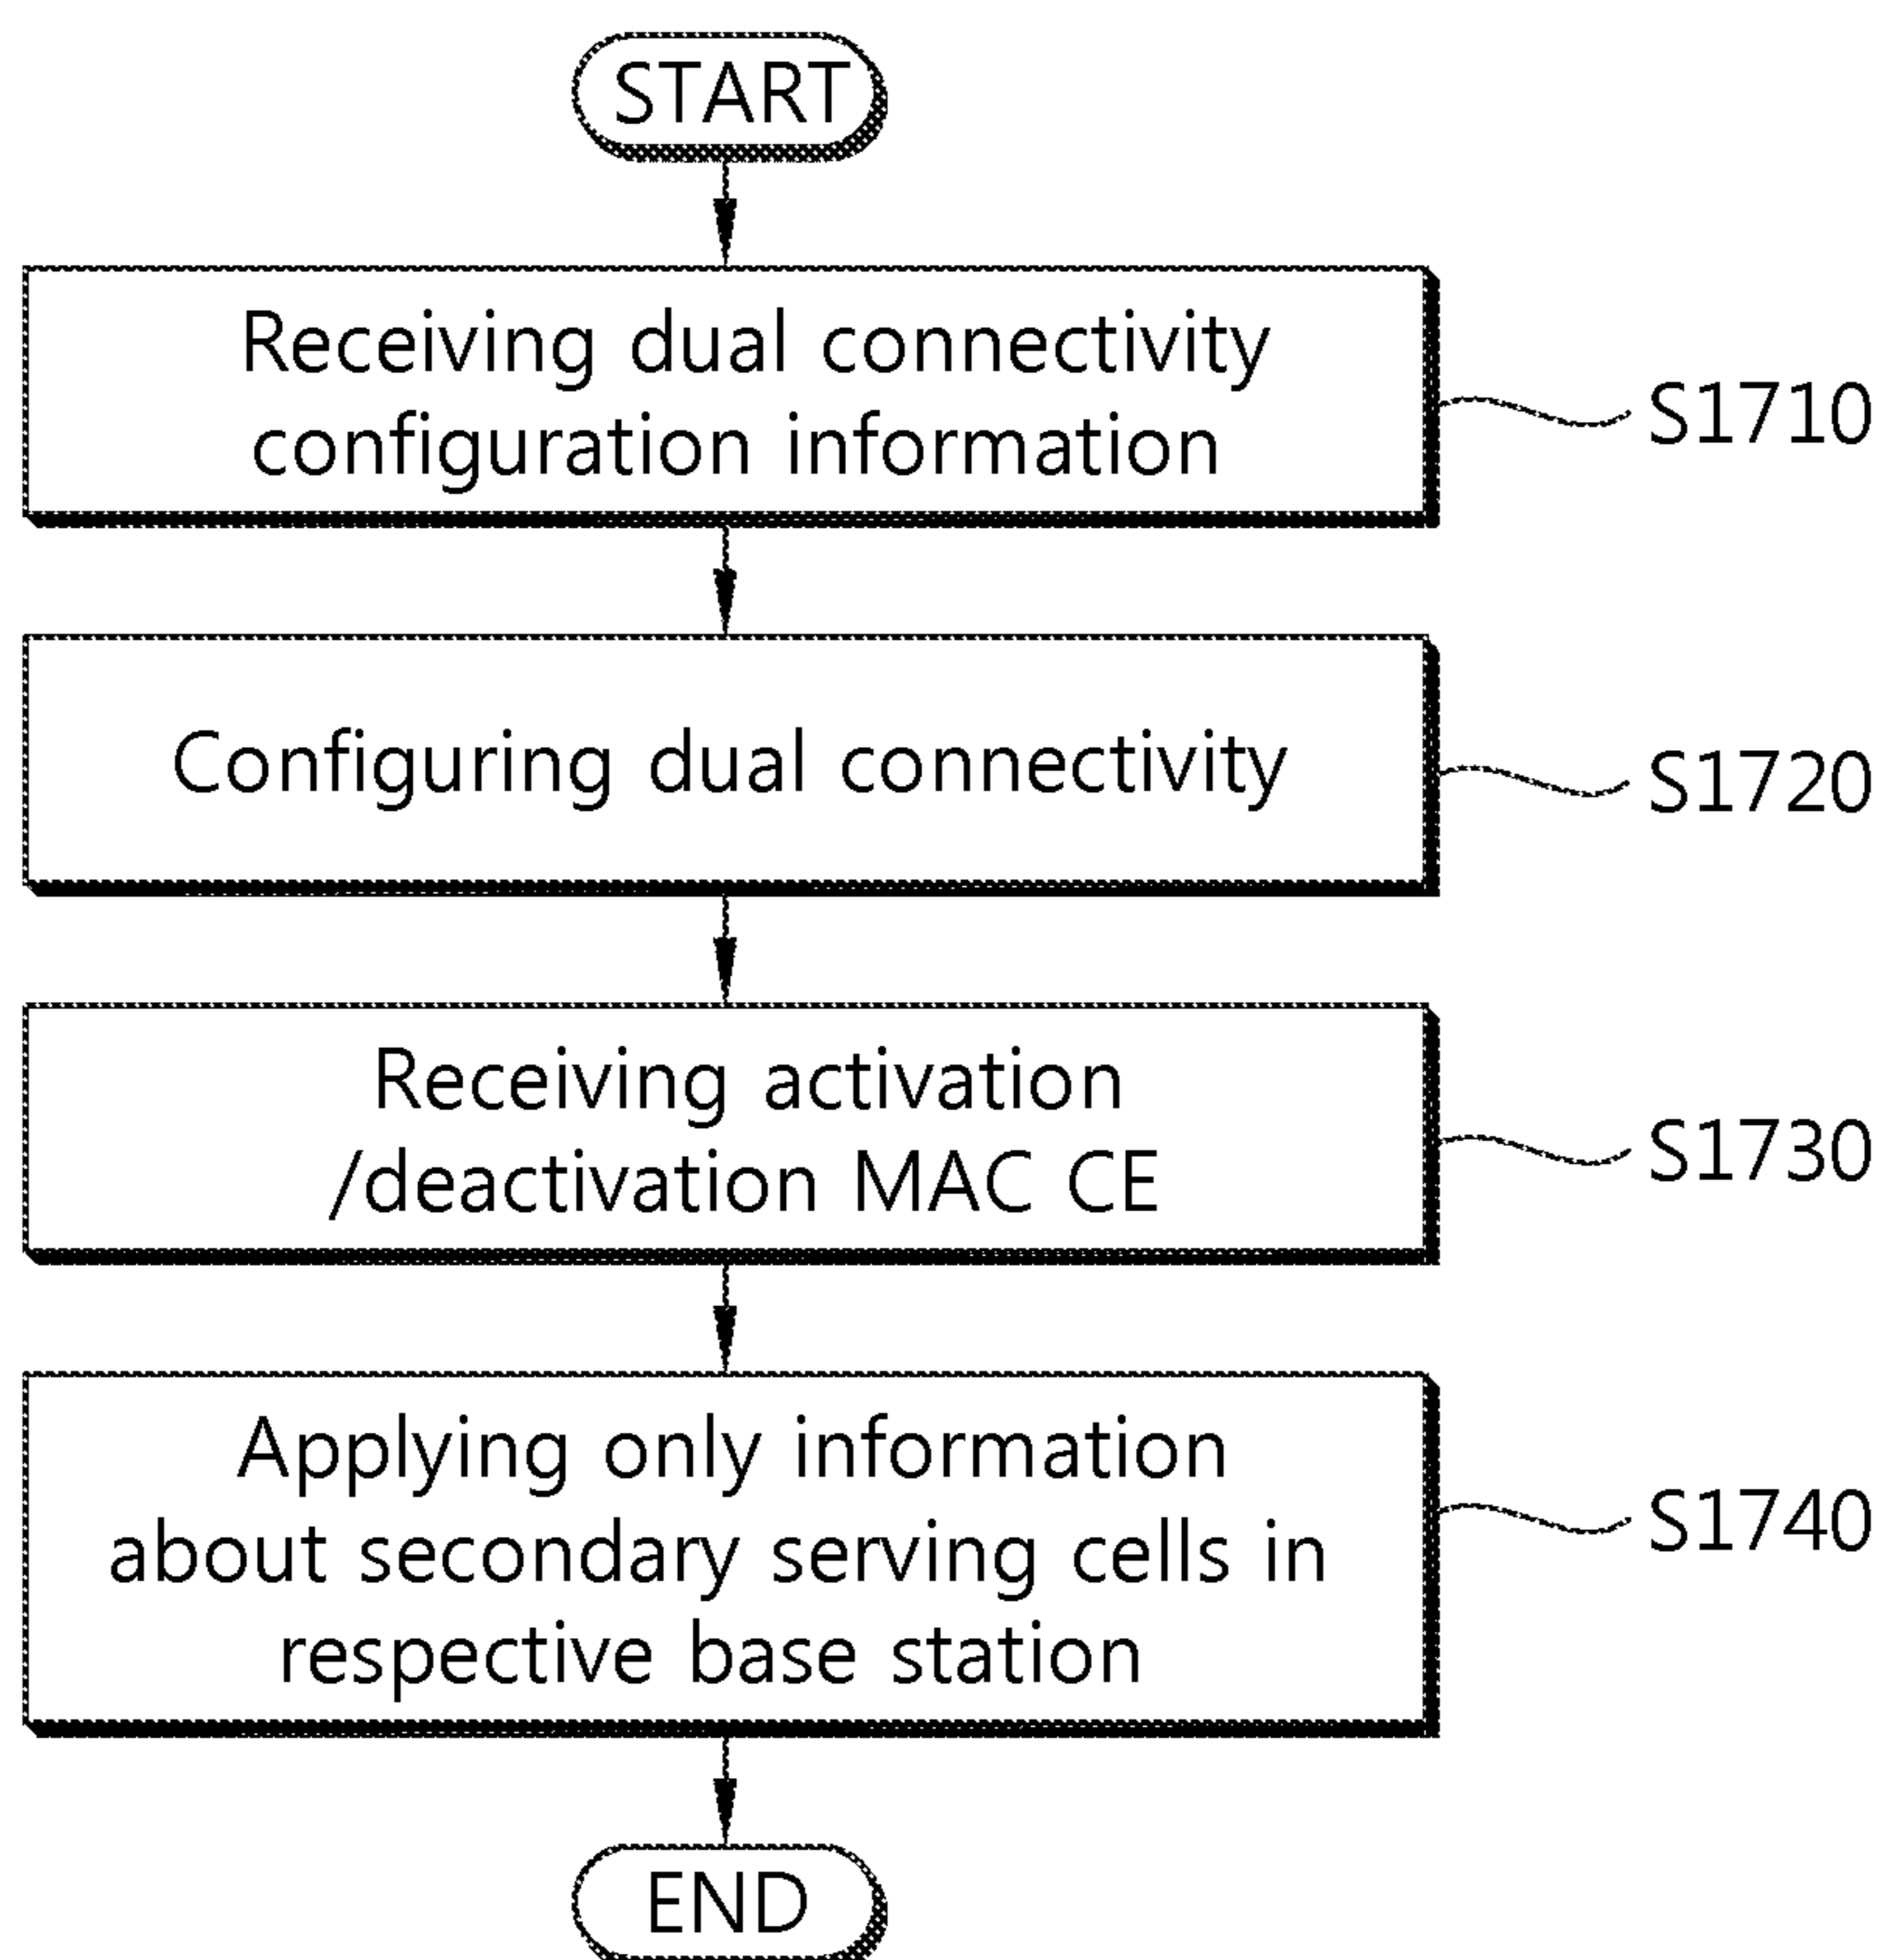 START
Receiving dual connectivity
configuration information
S1710
Configuring dual connectivity
S1720
Receiving activation
/deactivation MAC CE
S1730
Applying only information
about secondary serving cells in
respective base station
S1740
END